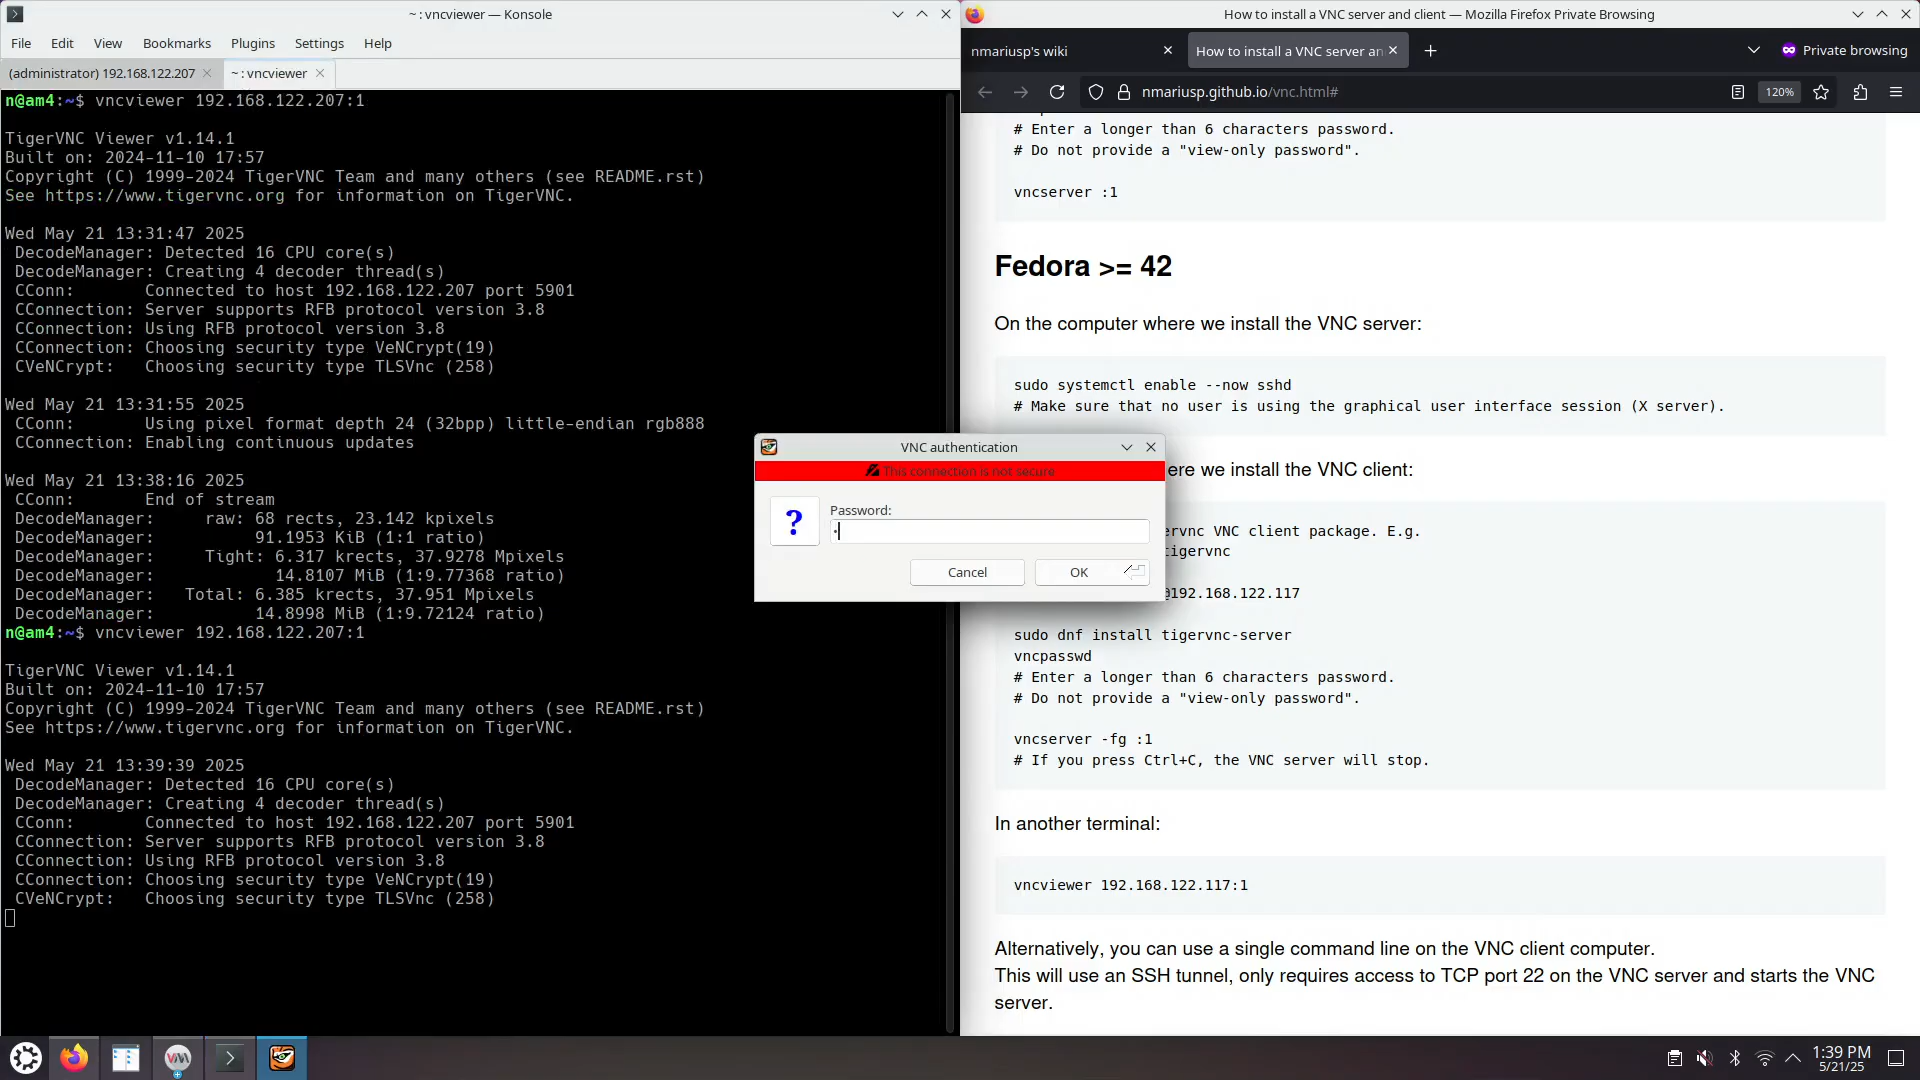 ~ : vncviewer — Konsole
File Edit View Bookmarks Plugins Settings Help
(administrator) 192.168.122.207
~ : vncviewer
n@am4:~$ vncviewer 192.168.122.207:1
TigerVNC Viewer v1.14.1
Built on: 2024-11-10 17:57
Copyright (C) 1999-2024 TigerVNC Team and many others (see README.rst)
See https://www.tigervnc.org for information on TigerVNC.
Wed May 21 13:31:47 2025
DecodeManager: Detected 16 CPU core(s)
DecodeManager: Creating 4 decoder thread(s)
CConn: Connected to host 192.168.122.207 port 5901
CConnection: Server supports RFB protocol version 3.8
CConnection: Using RFB protocol version 3.8
CConnection: Choosing security type VeNCrypt(19)
CVeNCrypt: Choosing security type TLSVnc (258)
Wed May 21 13:31:55 2025
CConn: Using pixel format depth 24 (32bpp) little-endian rgb888
CConnection: Enabling continuous updates
Wed May 21 13:38:16 2025
CConn: End of stream
DecodeManager: raw: 68 rects, 23.142 kpixels
DecodeManager: 91.1953 KiB (1:1 ratio)
DecodeManager: Tight: 6.317 krects, 37.9278 Mpixels
DecodeManager: 14.8107 MiB (1:9.77368 ratio)
DecodeManager: Total: 6.385 krects, 37.951 Mpixels
DecodeManager: 14.8998 MiB (1:9.72124 ratio)
n@am4:~$ vncviewer 192.168.122.207:1
TigerVNC Viewer v1.14.1
Built on: 2024-11-10 17:57
Copyright (C) 1999-2024 TigerVNC Team and many others (see README.rst)
See https://www.tigervnc.org for information on TigerVNC.
Wed May 21 13:39:39 2025
DecodeManager: Detected 16 CPU core(s)
DecodeManager: Creating 4 decoder thread(s)
CConn: Connected to host 192.168.122.207 port 5901
CConnection: Server supports RFB protocol version 3.8
CConnection: Using RFB protocol version 3.8
CConnection: Choosing security type VeNCrypt(19)
CVeNCrypt: Choosing security type TLSVnc (258)
VNC authentication
This connection is not secure
?
Password:
Cancel
OK
How to install a VNC server and client — Mozilla Firefox Private Browsing
nmariusp's wiki
How to install a VNC server an
Private browsing
nmariusp.github.io/vnc.html#
120%
# Enter a longer than 6 characters password.
# Do not provide a "view-only password".
vncserver :1
Fedora >= 42
On the computer where we install the VNC server:
sudo systemctl enable --now sshd
# Make sure that no user is using the graphical user interface session (X server).
ere we install the VNC client:
ervnc VNC client package. E.g.
tigervnc
@192.168.122.117
sudo dnf install tigervnc-server
vncpasswd
# Enter a longer than 6 characters password.
# Do not provide a "view-only password".
vncserver -fg :1
# If you press Ctrl+C, the VNC server will stop.
In another terminal:
vncviewer 192.168.122.117:1
Alternatively, you can use a single command line on the VNC client computer.
This will use an SSH tunnel, only requires access to TCP port 22 on the VNC server and starts the VNC
server.
1:39 PM
5/21/25